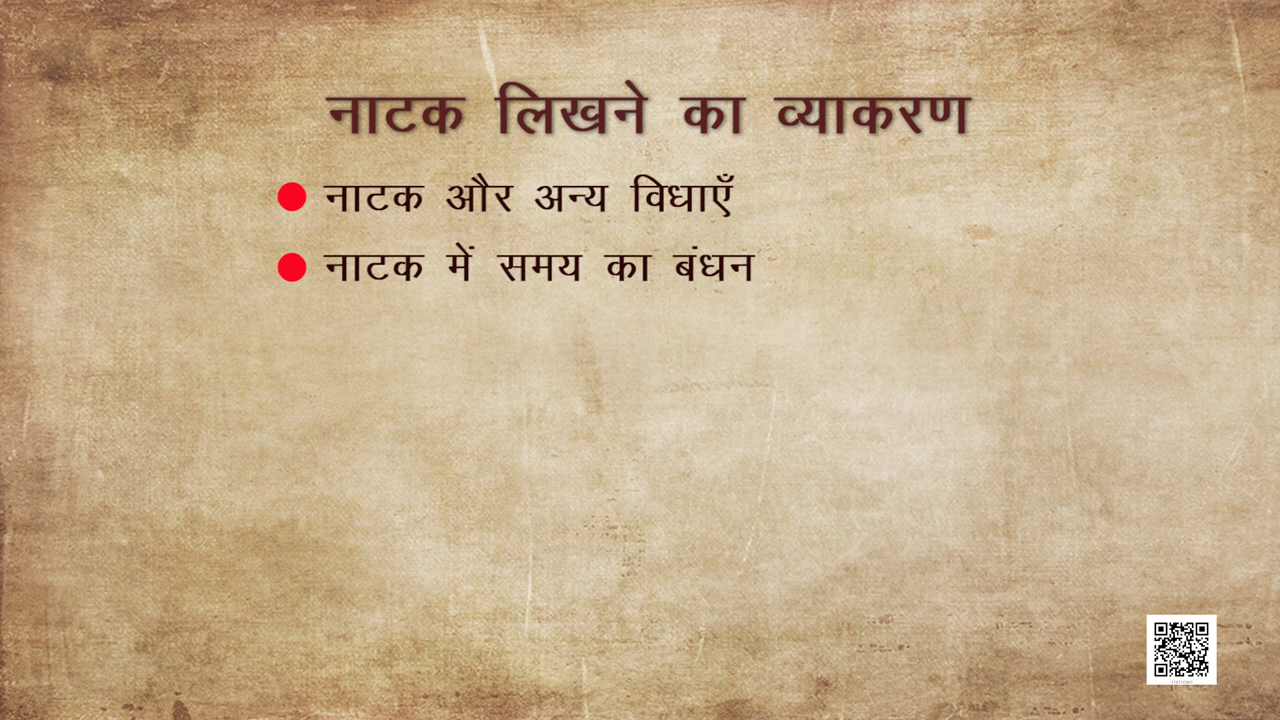 नाटक लिखने का व्याकरण
नाटक और अन्य विधाएँ
नाटक में समय का बंधन